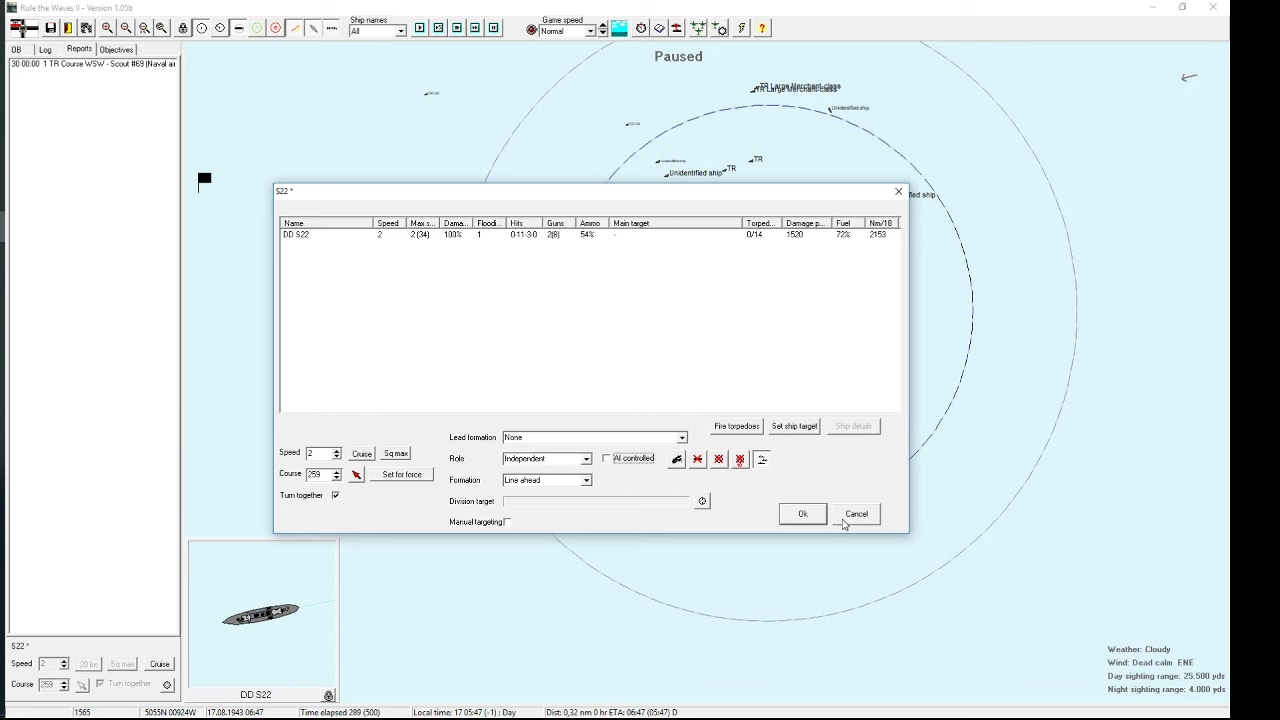 Rule the Waves II - Version 1.05b
Ship names
All
Game speed
Normal
OB Log Reports Objectives
30 00:00 1 TR Course WSW - Scout #69 (Naval air
Paused
TR Large Merchant-class
TR Large Merchant-class
Unidentified ship
TR
Unidentified ship
TR
fied ship
S22 *
Name Speed Max s... Dama... Floodi... Hits Guns Ammo Main target Torped... Damage p... Fuel Nm/18
DD S22 2 2 (34) 100% 1 0-11-3-0 2(8) 54% - 0/14 1520 72% 2153
Fire torpedoes Set ship target Ship details
Lead formation None
Speed 2 Cruise Sq max
Role Independent AI controlled
Course 259 Set for force
Formation Line ahead
Turn together
Division target
Manual targeting
Ok Cancel
S22 *
Speed 2 20 kn Sq max Cruise
Course 259 Turn together
DD S22
Weather: Cloudy
Wind: Dead calm ENE
Day sighting range: 25.500 yds
Night sighting range: 4.000 yds
1565 5055N 00924W 17.08.1943 06:47 Time elapsed 289 (500) Local time: 17 05:47 (-1) : Day Dist: 0,32 nm 0 hr ETA: 06:47 (05:47) D